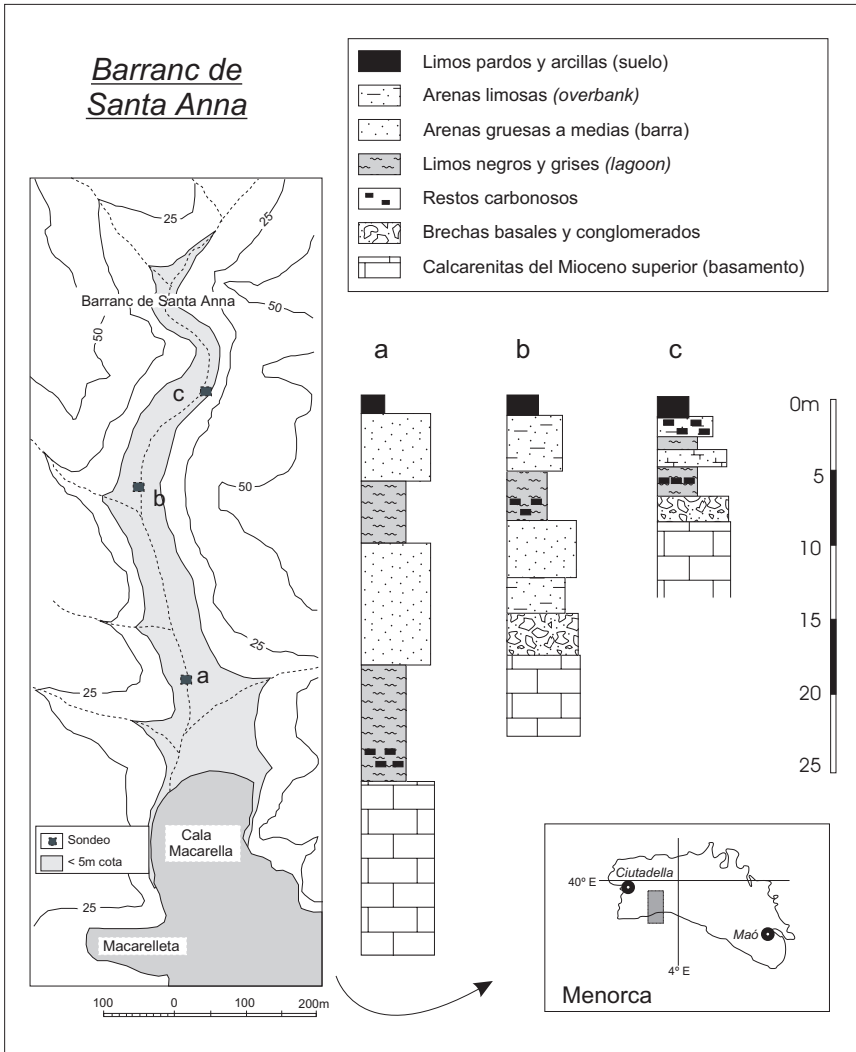 Barranc de
Santa Anna
Limos pardos y arcillas (suelo)
Arenas limosas (overbank)
Arenas gruesas a medias (barra)
Limos negros y grises (lagoon)
Restos carbonosos
Brechas basales y conglomerados
Calcarenitas del Mioceno superior (basamento)
25
25
Barranc de Santa Anna
50
50
c
b
50
25
a
25
Cala
Macarella
Sondeo
< 5m cota
25
Macarelleta
100 0 100 200m
a
b
c
0m
5
10
15
20
25
Ciutadella
40º E
Maó
4º E
Menorca